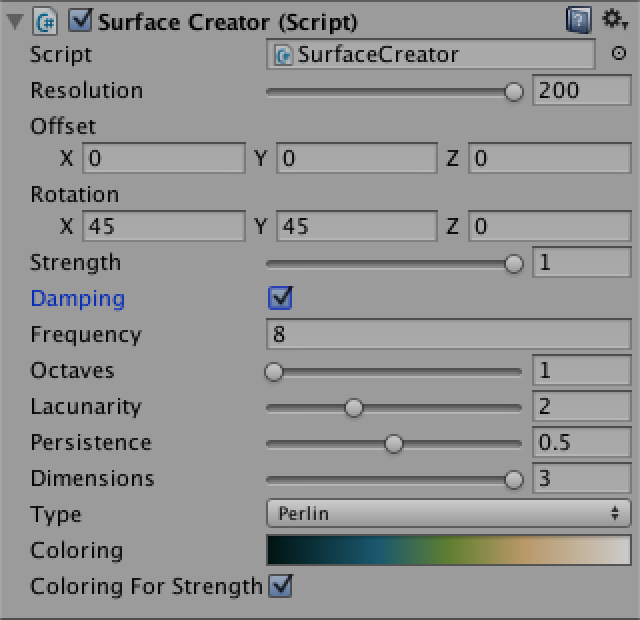 Surface Creator (Script)
Script SurfaceCreator
Resolution 200
Offset
X 0 Y 0 Z 0
Rotation
X 45 Y 45 Z 0
Strength 1
Damping
Frequency 8
Octaves 1
Lacunarity 2
Persistence 0.5
Dimensions 3
Type Perlin
Coloring
Coloring For Strength